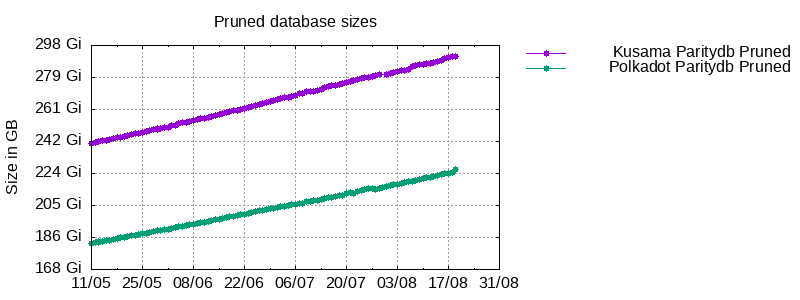 Pruned database sizes
Size in GB
298 Gi
279 Gi
261 Gi
242 Gi
224 Gi
205 Gi
186 Gi
168 Gi
11/05 25/05 08/06 22/06 06/07 20/07 03/08 17/08 31/08
Kusama Paritydb Pruned
Polkadot Paritydb Pruned